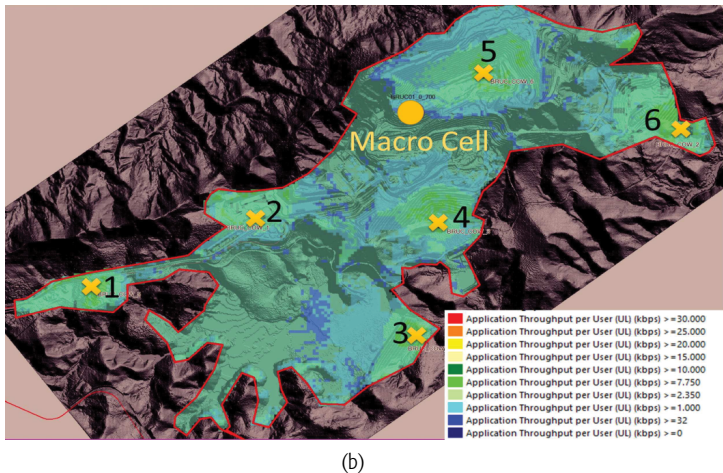 5
6
Macro Cell
2
4
1
3
Application Throughput per User (UL) (kbps) >=30.000
Application Throughput per User (UL) (kbps) >=25.000
Application Throughput per User (UL) (kbps) >=20.000
Application Throughput per User (UL) (kbps) >=15.000
Application Throughput per User (UL) (kbps) >=10.000
Application Throughput per User (UL) (kbps) >=7.750
Application Throughput per User (UL) (kbps) >=2.350
Application Throughput per User (UL) (kbps) >=1.000
Application Throughput per User (UL) (kbps) >=32
Application Throughput per User (UL) (kbps) >=0
(b)